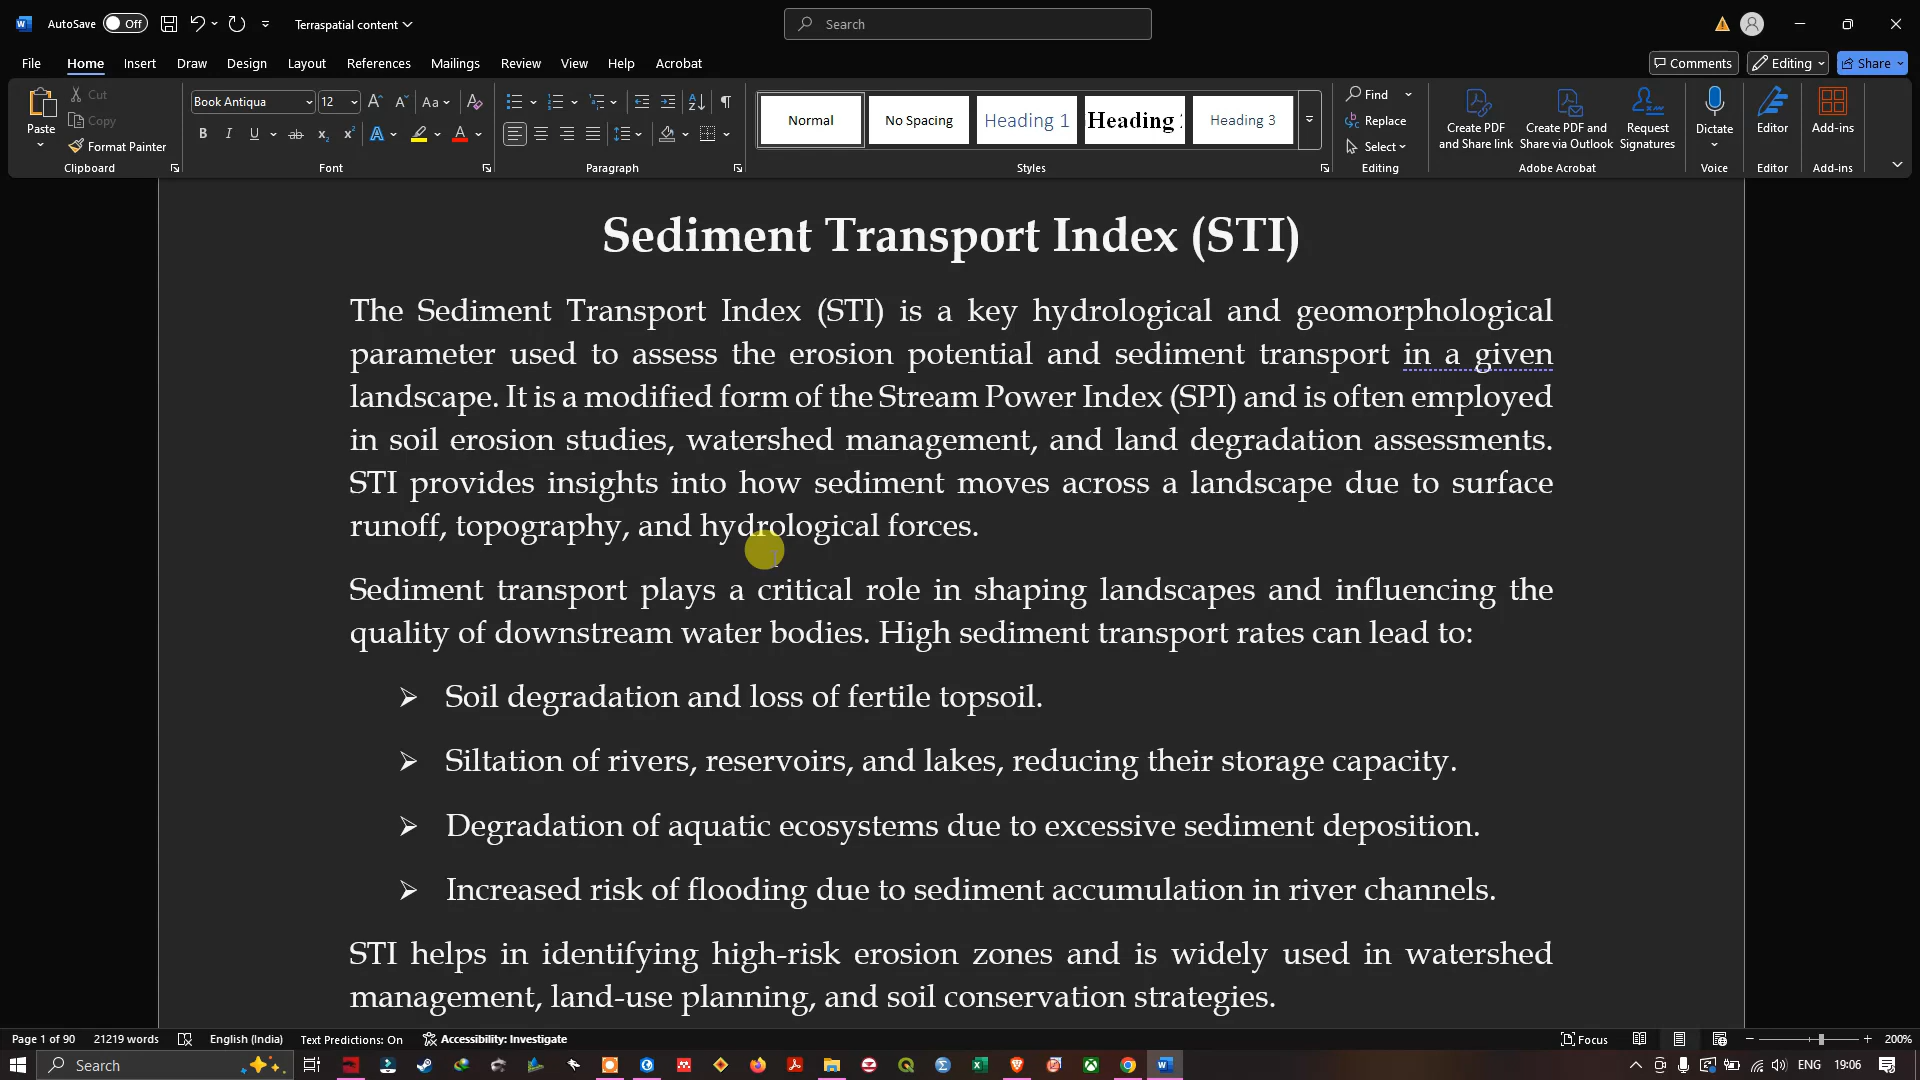 AutoSave Off Terraspatial content Search
File Home Insert Draw Design Layout References Mailings Review View Help Acrobat Comments Editing Share
Paste Cut Copy Format Painter
Book Antiqua 12 Aa
Normal No Spacing Heading 1 Heading Heading 3
Find Replace Select
Create PDF and Share link Create PDF and Share via Outlook Request Signatures Dictate Editor Add-ins
Clipboard Font Paragraph Styles Editing Adobe Acrobat Voice Editor Add-ins
Sediment Transport Index (STI)
The Sediment Transport Index (STI) is a key hydrological and geomorphological
parameter used to assess the erosion potential and sediment transport in a given
landscape. It is a modified form of the Stream Power Index (SPI) and is often employed
in soil erosion studies, watershed management, and land degradation assessments.
STI provides insights into how sediment moves across a landscape due to surface
runoff, topography, and hydrological forces.
Sediment transport plays a critical role in shaping landscapes and influencing the
quality of downstream water bodies. High sediment transport rates can lead to:
➢ Soil degradation and loss of fertile topsoil.
➢ Siltation of rivers, reservoirs, and lakes, reducing their storage capacity.
➢ Degradation of aquatic ecosystems due to excessive sediment deposition.
➢ Increased risk of flooding due to sediment accumulation in river channels.
STI helps in identifying high-risk erosion zones and is widely used in watershed
management, land-use planning, and soil conservation strategies.
Page 1 of 90 21219 words English (India) Text Predictions: On Accessibility: Investigate Focus 200%
Search ENG 19:06